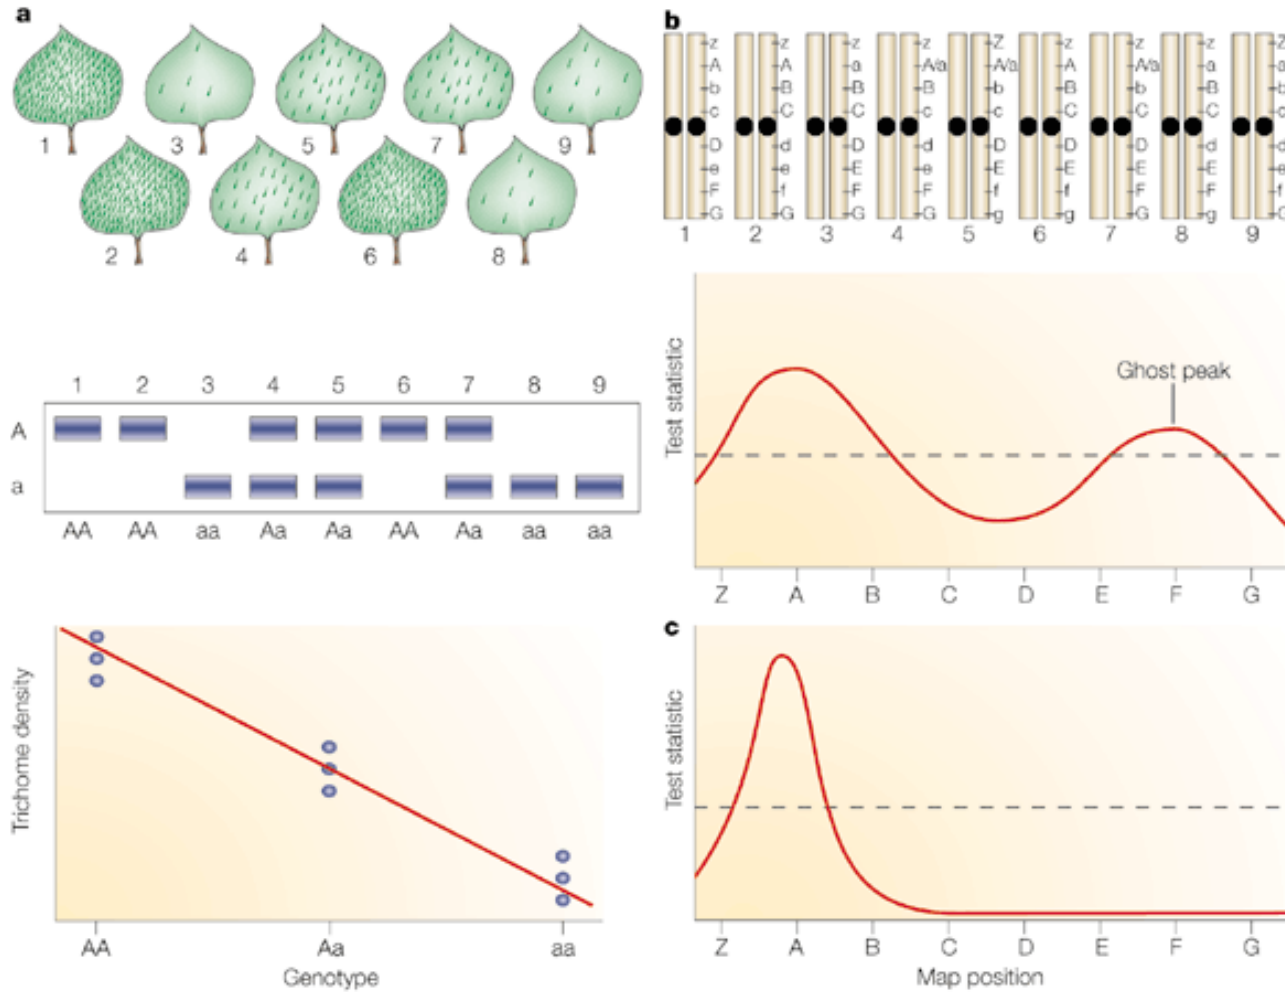 a
1
3
5
7
9
2
4
6
8
1 2 3 4 5 6 7 8 9
A
a
AA AA aa Aa Aa AA Aa aa aa
Trichome density
AA Aa aa
Genotype
b
z z z z Z z z z z
A A a A/a A/a A A/a a a
b B B B b B b B b
c C C c C C c C c
D d D d D D D d d
e e E e E E E E e
F f F F f f F F F
G G G G g g G g G
1 2 3 4 5 6 7 8 9
Test statistic
Ghost peak
Z A B C D E F G
c
Test statistic
Z A B C D E F G
Map position